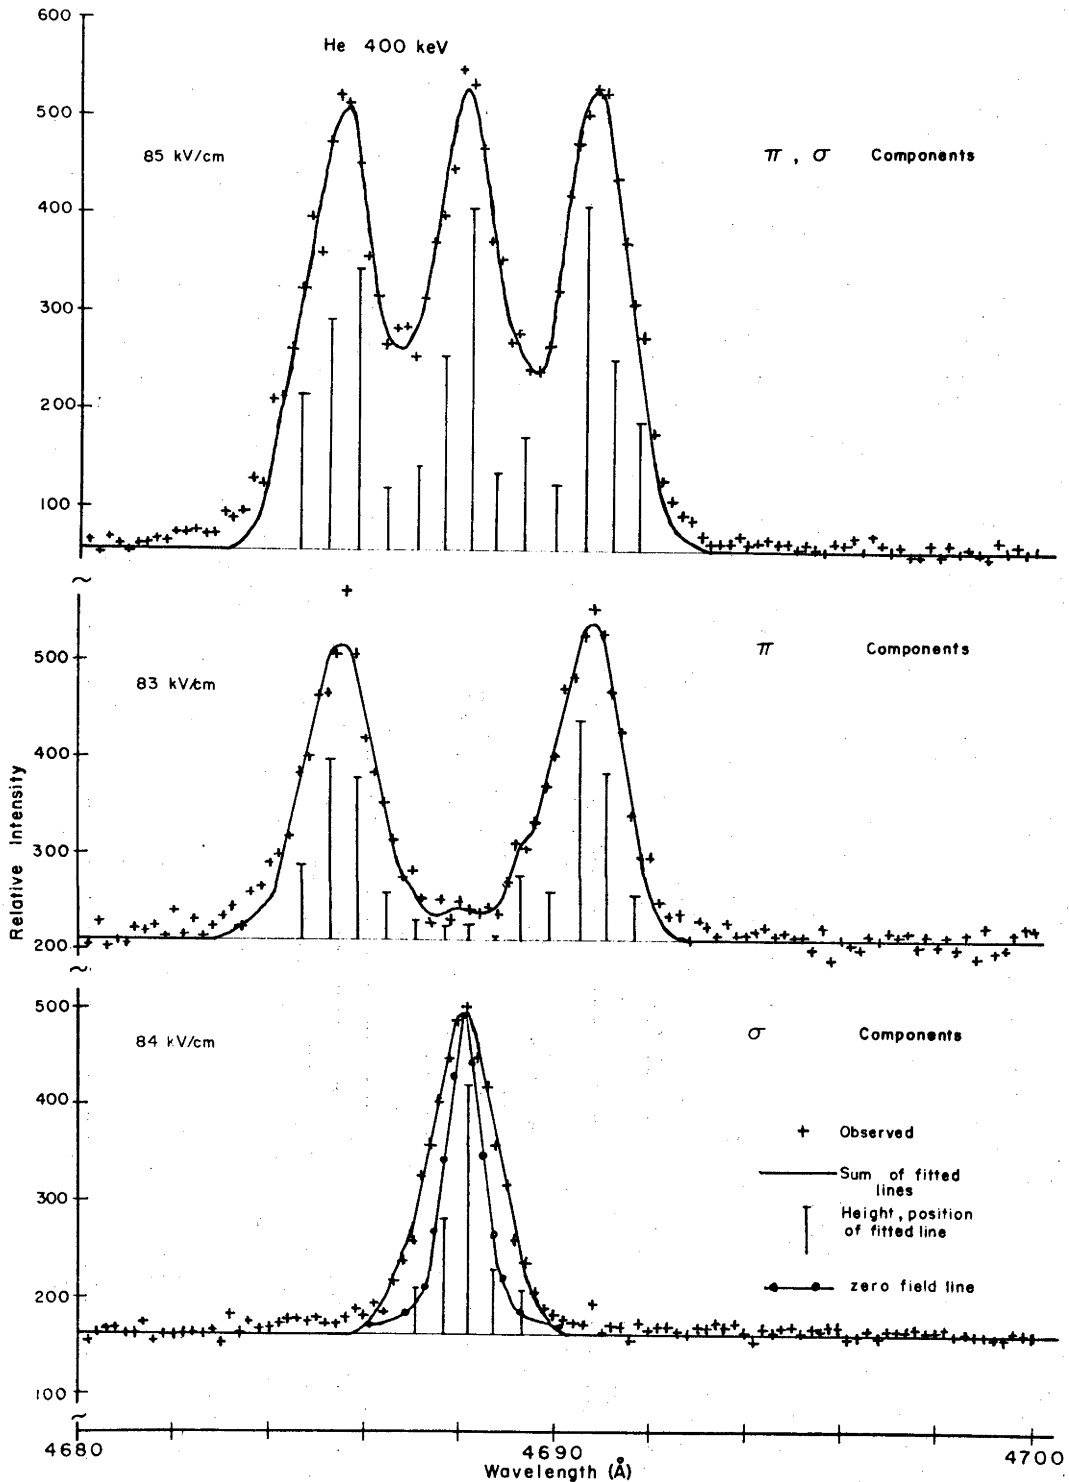 600
He 400 keV
500
85 kV/cm
π , σ Components
400
300
200
100
~
500
π Components
83 kV/cm
400
300
200
Relative Intensity
~
500
84 kV/cm
σ Components
400
+ Observed
Sum of fitted
lines
300
Height, position
of fitted line
zero field line
200
100
~
4680
4690
4700
Wavelength (Å)